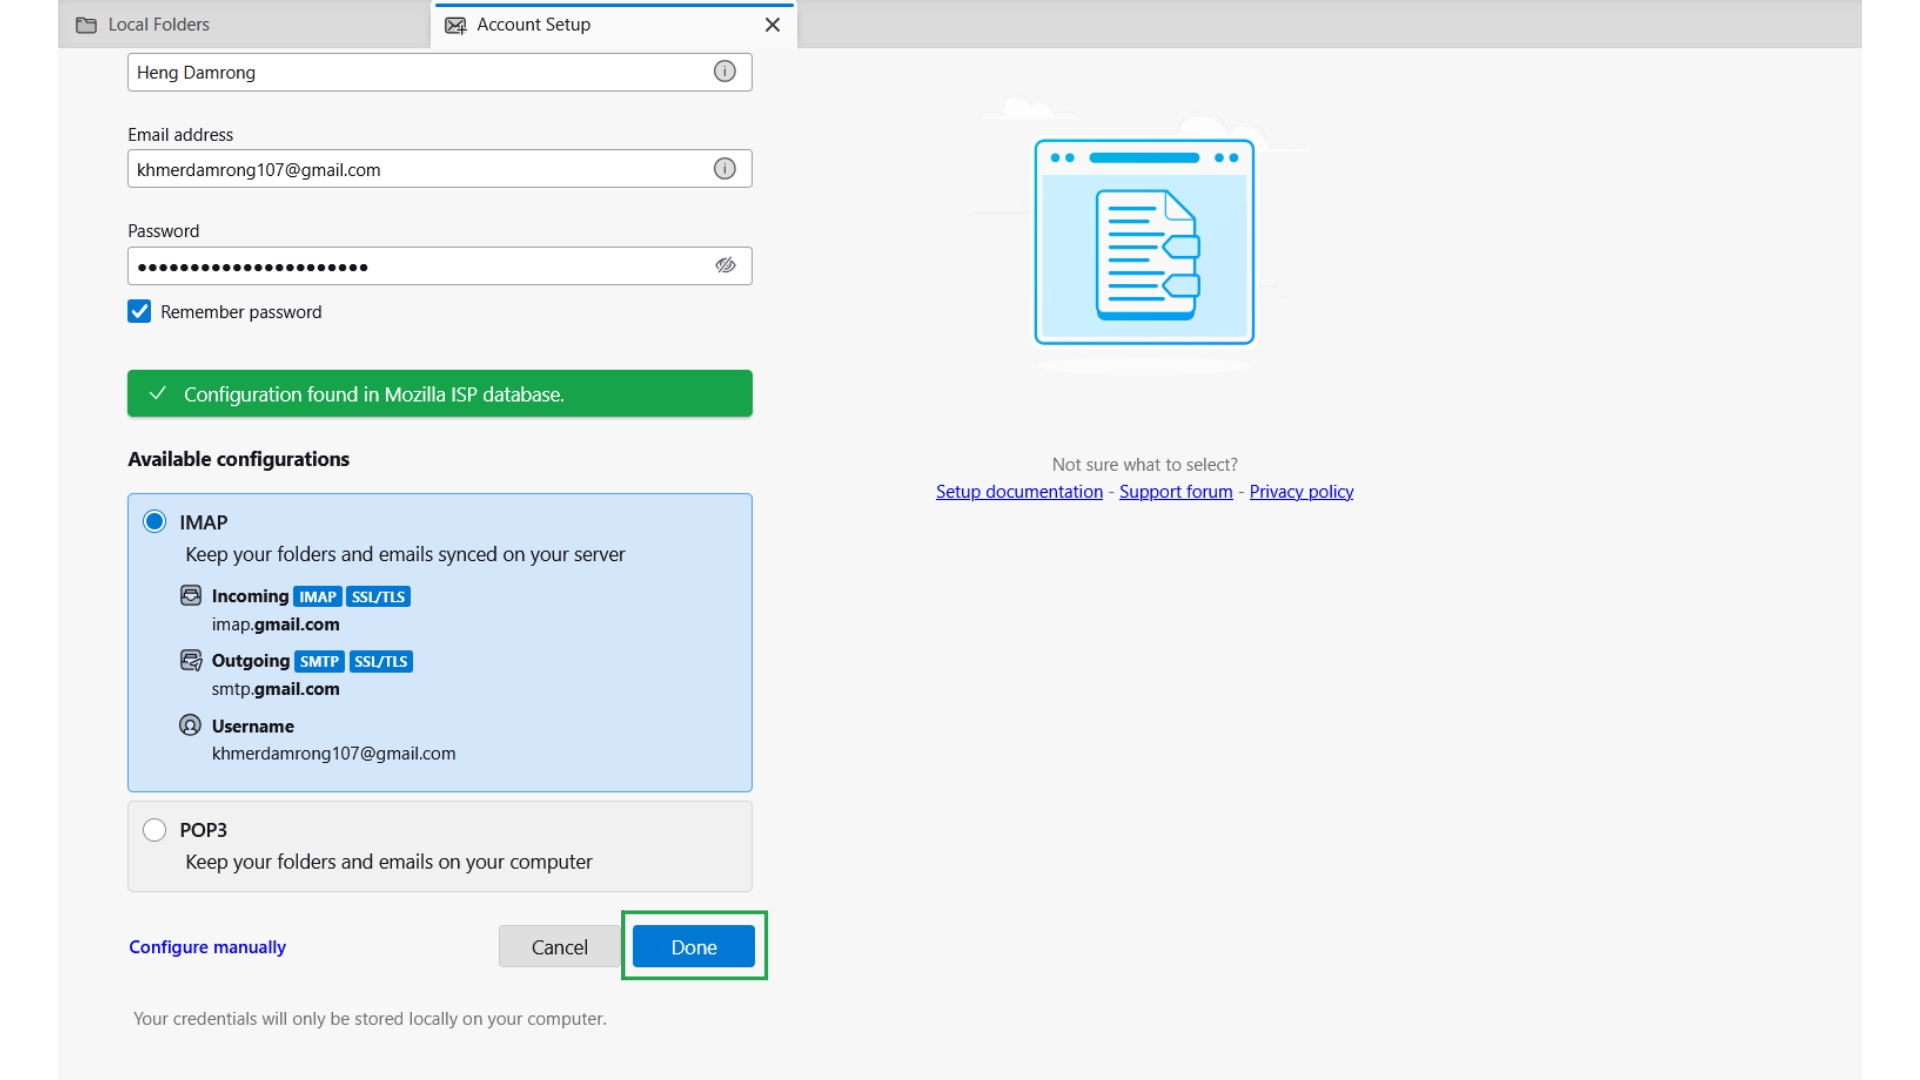 Local Folders
Account Setup
Heng Damrong
Email address
khmerdamrong107@gmail.com
Password
●●●●●●●●●●●●●●●●●●●●●●
Remember password
Configuration found in Mozilla ISP database.
Available configurations
IMAP
Keep your folders and emails synced on your server
Incoming IMAP SSL/TLS
imap.gmail.com
Outgoing SMTP SSL/TLS
smtp.gmail.com
Username
khmerdamrong107@gmail.com
POP3
Keep your folders and emails on your computer
Configure manually
Cancel
Done
Your credentials will only be stored locally on your computer.
Not sure what to select?
Setup documentation - Support forum - Privacy policy